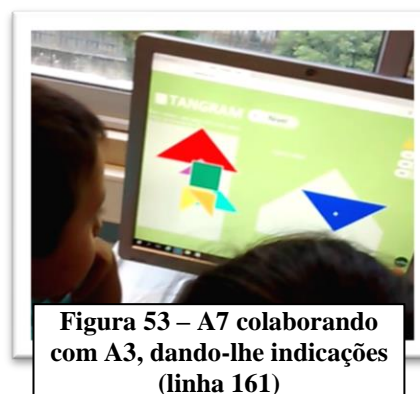 TANGRAM
Figura 53 – A7 colaborando
com A3, dando-lhe indicações
(linha 161)